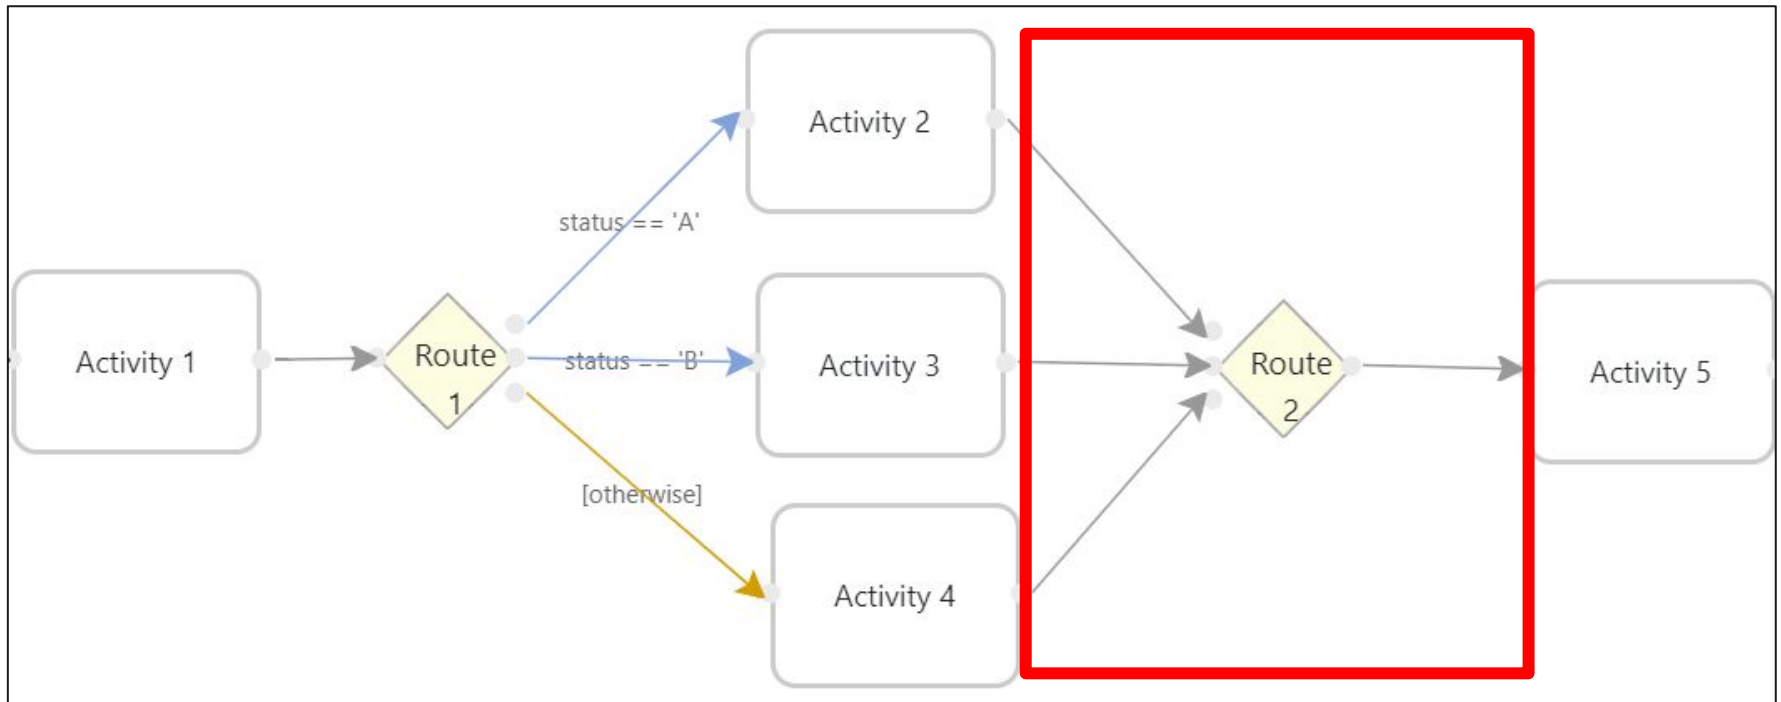 Activity 1
Route
1
status == 'A'
status == 'B'
[otherwise]
Activity 2
Activity 3
Activity 4
Route
2
Activity 5